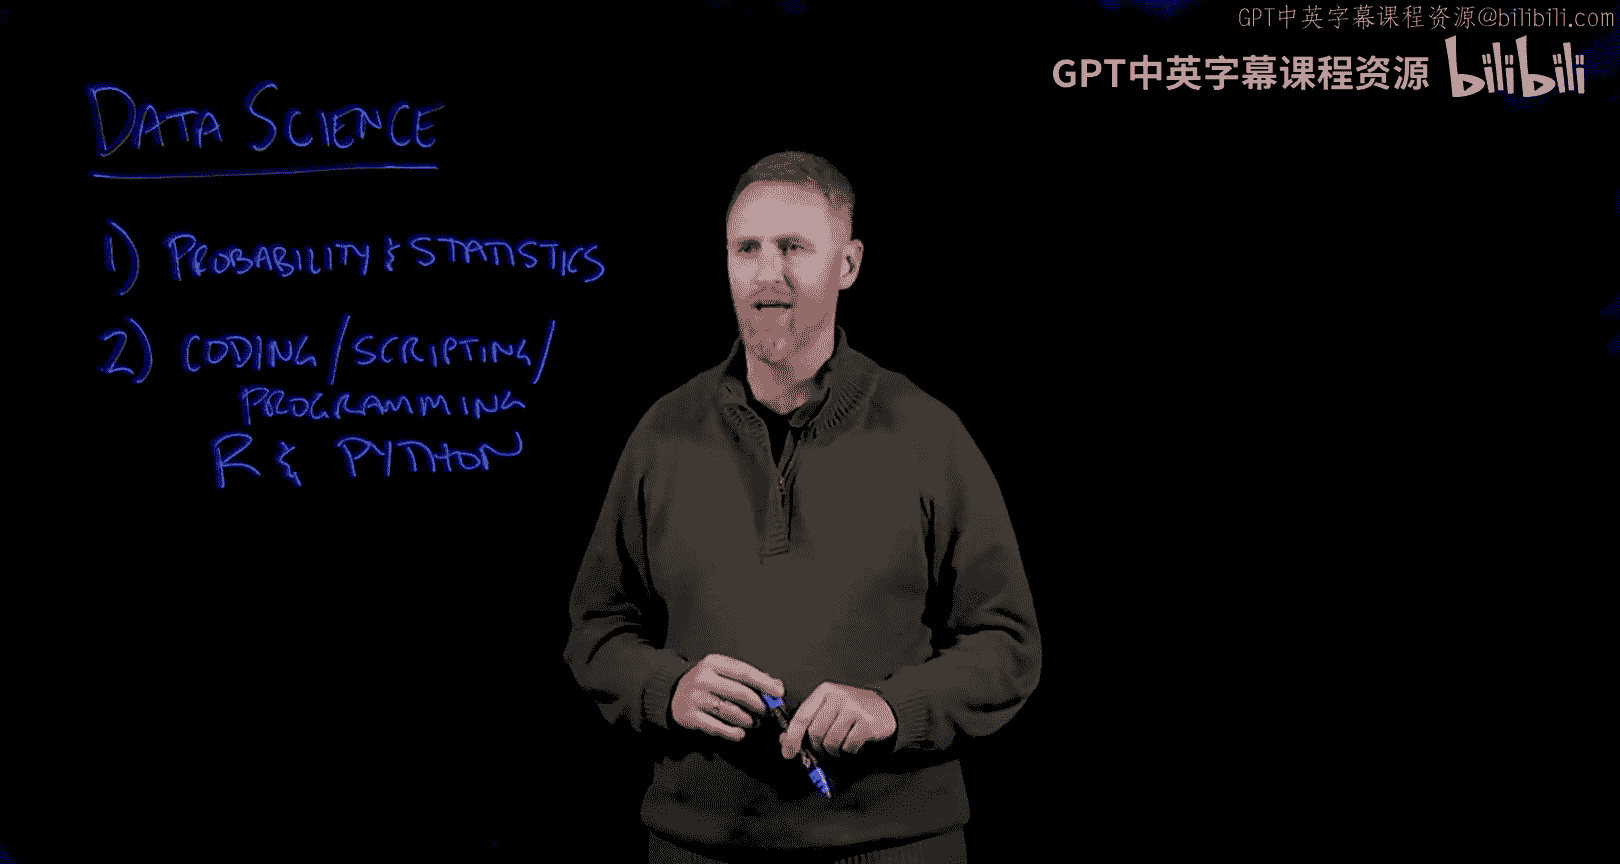 GPT中英字幕课程资源@bilibili.com
GPT中英字幕课程资源 bilibili
DATA SCIENCE
1) PROBABILITY & STATISTICS
2) CODING/SCRIPTING/
PROGRAMMING
R & PYTHON